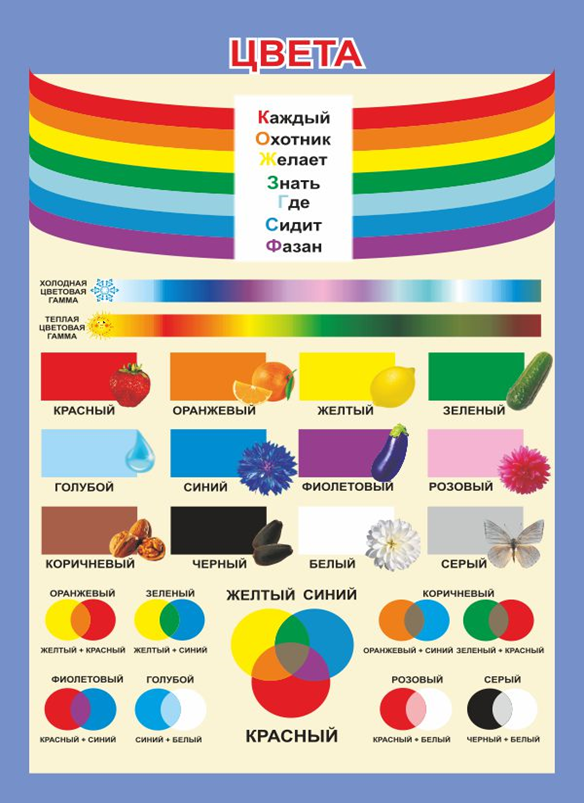 ЦВЕТА
Каждый
Охотник
Желает
Знать
Где
Сидит
Фазан
ХОЛОДНАЯ
ЦВЕТОВАЯ
ГАММА
ТЕПЛАЯ
ЦВЕТОВАЯ
ГАММА
КРАСНЫЙ
ОРАНЖЕВЫЙ
ЖЕЛТЫЙ
ЗЕЛЕНЫЙ
ГОЛУБОЙ
СИНИЙ
ФИОЛЕТОВЫЙ
РОЗОВЫЙ
КОРИЧНЕВЫЙ
ЧЕРНЫЙ
БЕЛЫЙ
СЕРЫЙ
ОРАНЖЕВЫЙ
ЖЕЛТЫЙ + КРАСНЫЙ
ЗЕЛЕНЫЙ
ЖЕЛТЫЙ + СИНИЙ
ЖЕЛТЫЙ СИНИЙ
КРАСНЫЙ
КОРИЧНЕВЫЙ
ОРАНЖЕВЫЙ + СИНИЙ
ЗЕЛЕНЫЙ + КРАСНЫЙ
ФИОЛЕТОВЫЙ
КРАСНЫЙ + СИНИЙ
ГОЛУБОЙ
СИНИЙ + БЕЛЫЙ
РОЗОВЫЙ
КРАСНЫЙ + БЕЛЫЙ
СЕРЫЙ
ЧЕРНЫЙ + БЕЛЫЙ